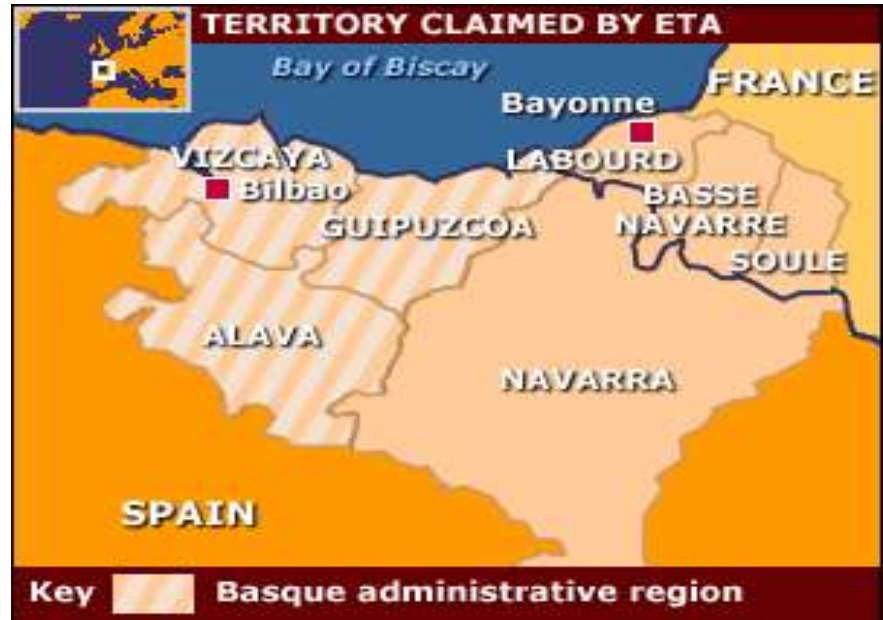 TERRITORY CLAIMED BY ETA
Bay of Biscay
FRANCE
Bayonne
VIZCAYA
LABOURD
Bilbao
BASSE
NAVARRE
GUIPUZCOA
SOULE
ALAVA
NAVARRA
SPAIN
Key Basque administrative region